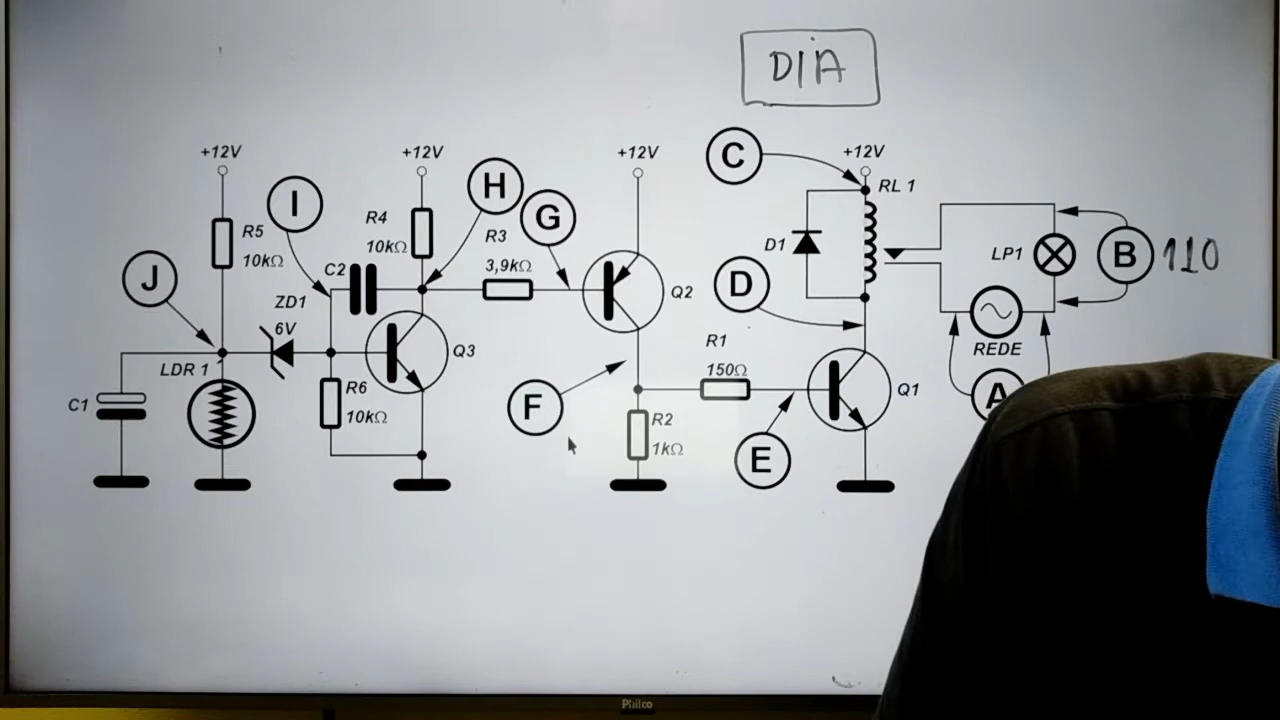 DIA
+12V
+12V
+12V
+12V
C
RL 1
I
H
G
R4
10kΩ
R5
10kΩ
R3
3,9kΩ
D1
LP1
B
110
J
C2
ZD1
6V
Q2
D
Q3
R1
150Ω
REDE
LDR 1
C1
R6
10kΩ
F
Q1
A
R2
1kΩ
E
Philco